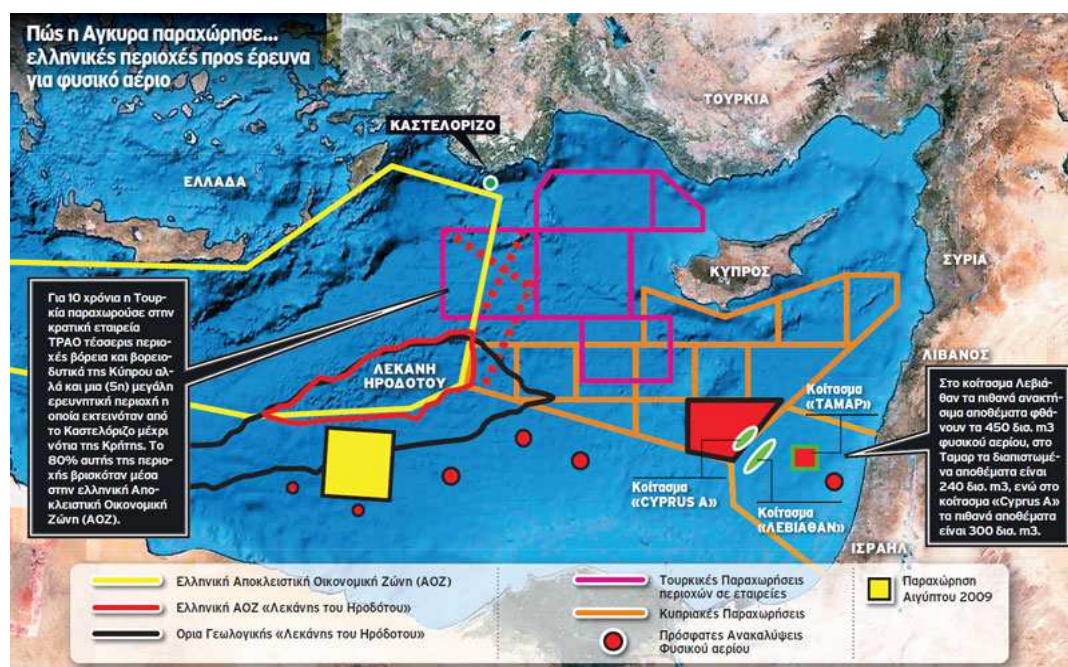 Πώς η Αγκυρα παραχώρησε...
ελληνικές περιοχές προς έρευνα
για φυσικό αέριο
ΤΟΥΡΚΙΑ
ΚΑΣΤΕΛΟΡΙΖΟ
ΕΛΛΑΔΑ
ΚΥΠΡΟΣ
ΣΥΡΙΑ
Για 10 χρόνια η Τουρ-
κία παραχωρούσε στην
κρατική εταιρεία
ΤΡΑΟ τέσσερις περιο-
χές βόρεια και βορειο-
δυτικά της Κύπρου αλ-
λά και μια (5η) μεγάλη
ερευνητική περιοχή η
οποία εκτεινόταν από
το Καστελόριζο μέχρι
νότια της Κρήτης. Το
80% αυτής της περιο-
χής βρισκόταν μέσα
στην ελληνική Απο-
κλειστική Οικονομική
Ζώνη (ΑΟΖ).
ΛΕΚΑΝΗ
ΗΡΟΔΟΤΟΥ
ΛΙΒΑΝΟΣ
Κοίτασμα
«ΤΑΜΑΡ»
Στο κοίτασμα Λεβιά-
θαν τα πιθανά ανακτή-
σιμα αποθέματα φθά-
νουν τα 450 δισ. m3
φυσικού αερίου, στο
Ταμαρ τα διαπιστωμέ-
να αποθέματα είναι
240 δισ. m3, ενώ στο
κοίτασμα «Cyprus A»
τα πιθανά αποθέματα
είναι 300 δισ. m3.
Κοίτασμα
«CYPRUS A»
Κοίτασμα
«ΛΕΒΙΑΘΑΝ»
ΙΣΡΑΗΛ
Ελληνική Αποκλειστική Οικονομική Ζώνη (ΑΟΖ)
Ελληνική ΑΟΖ «Λεκάνης του Ηροδότου»
Ορια Γεωλογικής «Λεκάνης του Ηρόδοτου»
Τουρκικές Παραχωρήσεις
περιοχών σε εταιρείες
Κυπριακές Παραχωρήσεις
Πρόσφατες Ανακαλύψεις
Φυσικού αερίου
Παραχώρηση
Αιγύπτου 2009